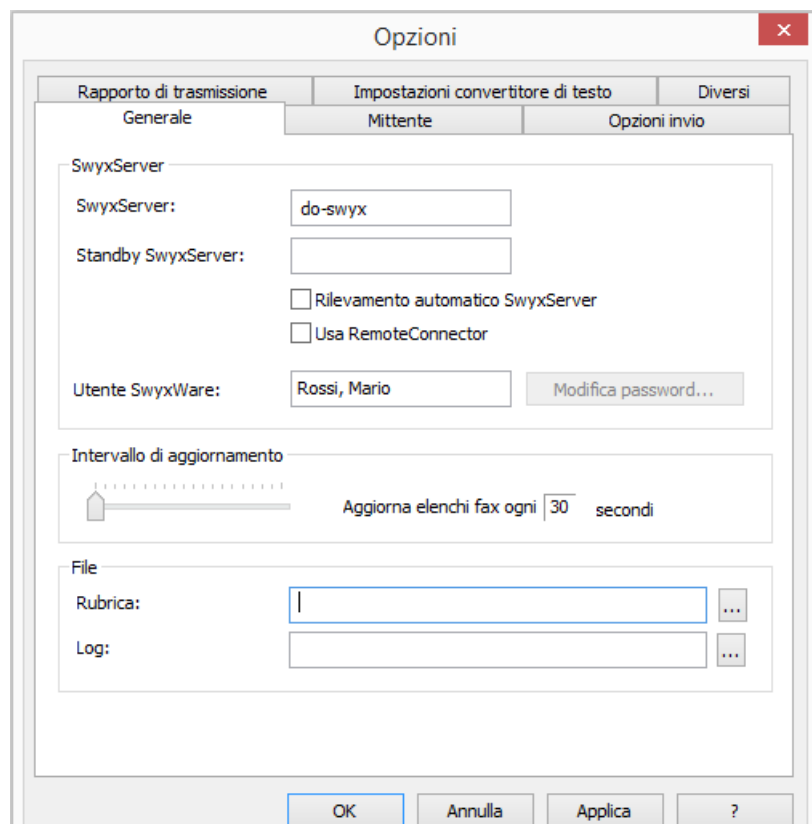 Opzioni
Rapporto di trasmissione Impostazioni convertitore di testo Diversi
Generale Mittente Opzioni invio
SwyxServer
SwyxServer: do-swyx
Standby SwyxServer:
Rilevamento automatico SwyxServer
Usa RemoteConnector
Utente SwyxWare: Rossi, Mario Modifica password...
Intervallo di aggiornamento
Aggiorna elenchi fax ogni 30 secondi
File
Rubrica: ...
Log: ...
OK Annulla Applica ?